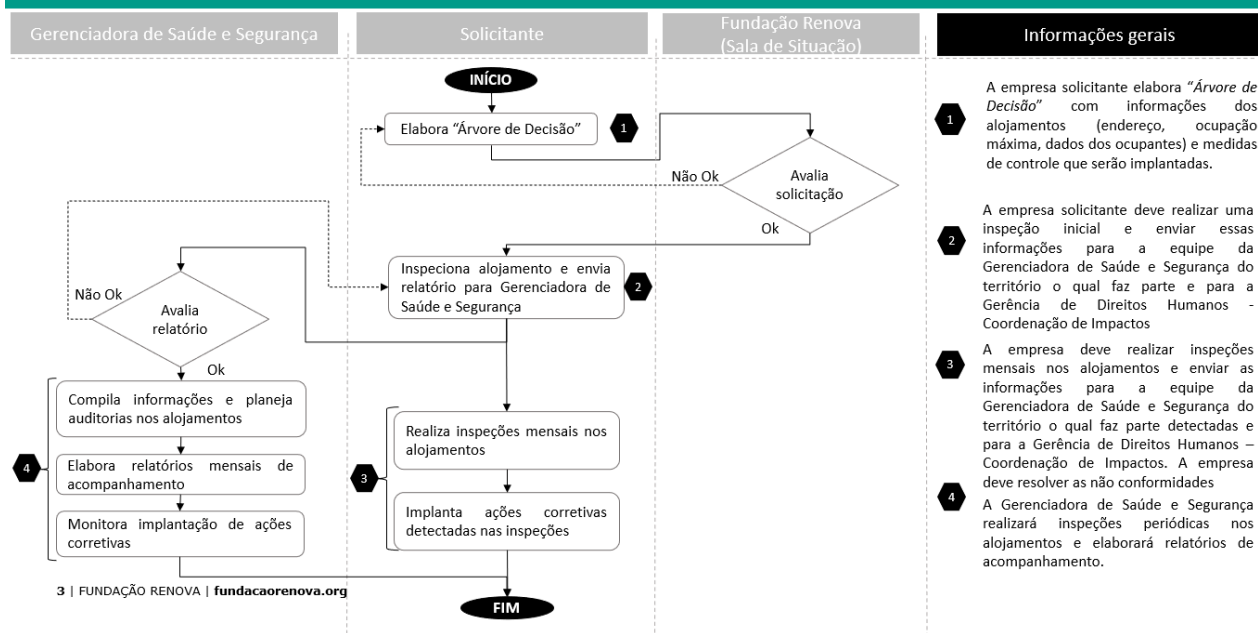 Gerenciadora de Saúde e Segurança
Solicitante
Fundação Renova
(Sala de Situação)
Informações gerais
INÍCIO
Elabora “Árvore de Decisão”
1
Não Ok
Avalia
solicitação
Ok
Inspeciona alojamento e envia
relatório para Gerenciadora de
Saúde e Segurança
2
Não Ok
Avalia
relatório
Ok
Compila informações e planeja
auditorias nos alojamentos
Elabora relatórios mensais de
acompanhamento
Monitora implantação de ações
corretivas
4
Realiza inspeções mensais nos
alojamentos
Implanta ações corretivas
detectadas nas inspeções
3
FIM
3 | FUNDAÇÃO RENOVA | fundacaorenova.org
1
A empresa solicitante elabora “Árvore de
Decisão” com informações dos
alojamentos (endereço, ocupação
máxima, dados dos ocupantes) e medidas
de controle que serão implantadas.
2
A empresa solicitante deve realizar uma
inspeção inicial e enviar essas
informações para a equipe da
Gerenciadora de Saúde e Segurança do
território o qual faz parte e para a
Gerência de Direitos Humanos -
Coordenação de Impactos
3
A empresa deve realizar inspeções
mensais nos alojamentos e enviar as
informações para a equipe da
Gerenciadora de Saúde e Segurança do
território o qual faz parte detectadas e
para a Gerência de Direitos Humanos –
Coordenação de Impactos. A empresa
deve resolver as não conformidades
4
A Gerenciadora de Saúde e Segurança
realizará inspeções periódicas nos
alojamentos e elaborará relatórios de
acompanhamento.